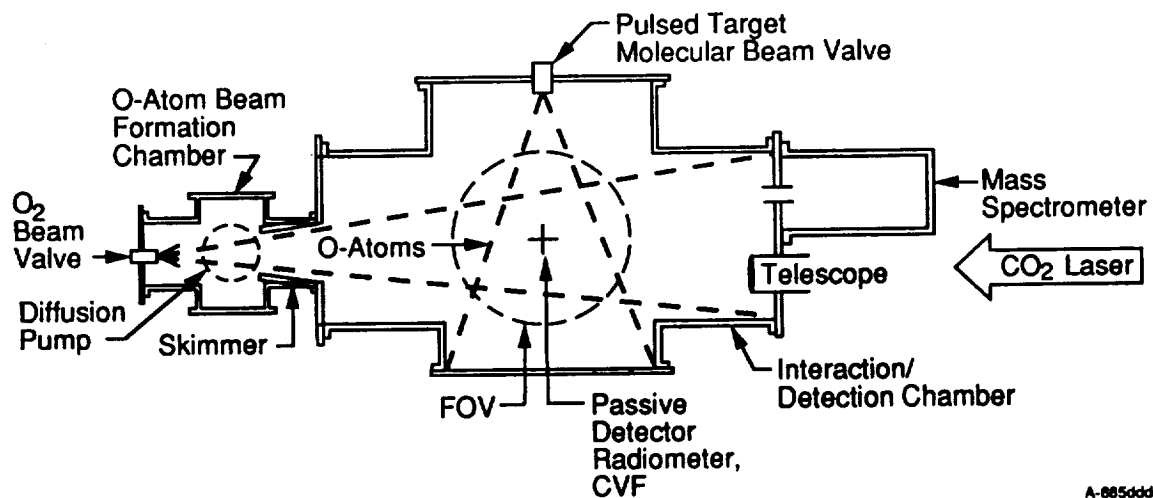 Pulsed Target
Molecular Beam Valve
O-Atom Beam
Formation
Chamber
O2
Beam
Valve
Mass
Spectrometer
O-Atoms
Telescope
CO2 Laser
Diffusion
Pump
Skimmer
FOV
Passive
Detector
Radiometer,
CVF
Interaction/
Detection Chamber
A-665ddd